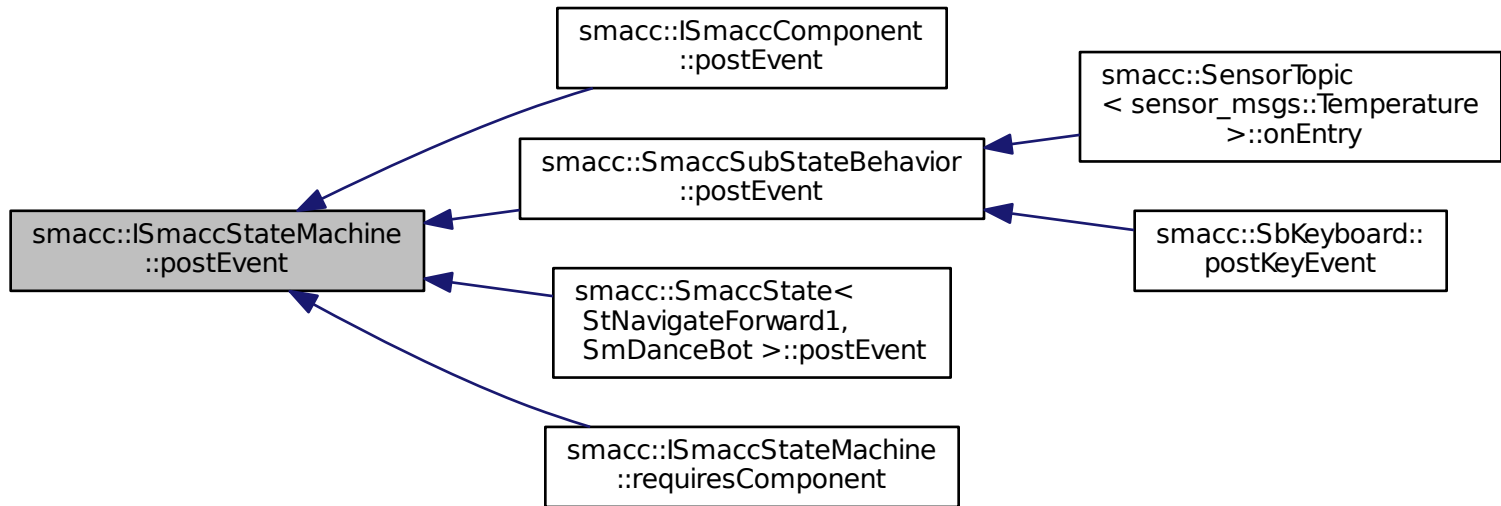 smacc::ISmaccStateMachine
::postEvent
smacc::ISmaccComponent
::postEvent
smacc::SmaccSubStateBehavior
::postEvent
smacc::SmaccState<
StNavigateForward1,
SmDanceBot >::postEvent
smacc::ISmaccStateMachine
::requiresComponent
smacc::SensorTopic
< sensor_msgs::Temperature
>::onEntry
smacc::SbKeyboard::
postKeyEvent